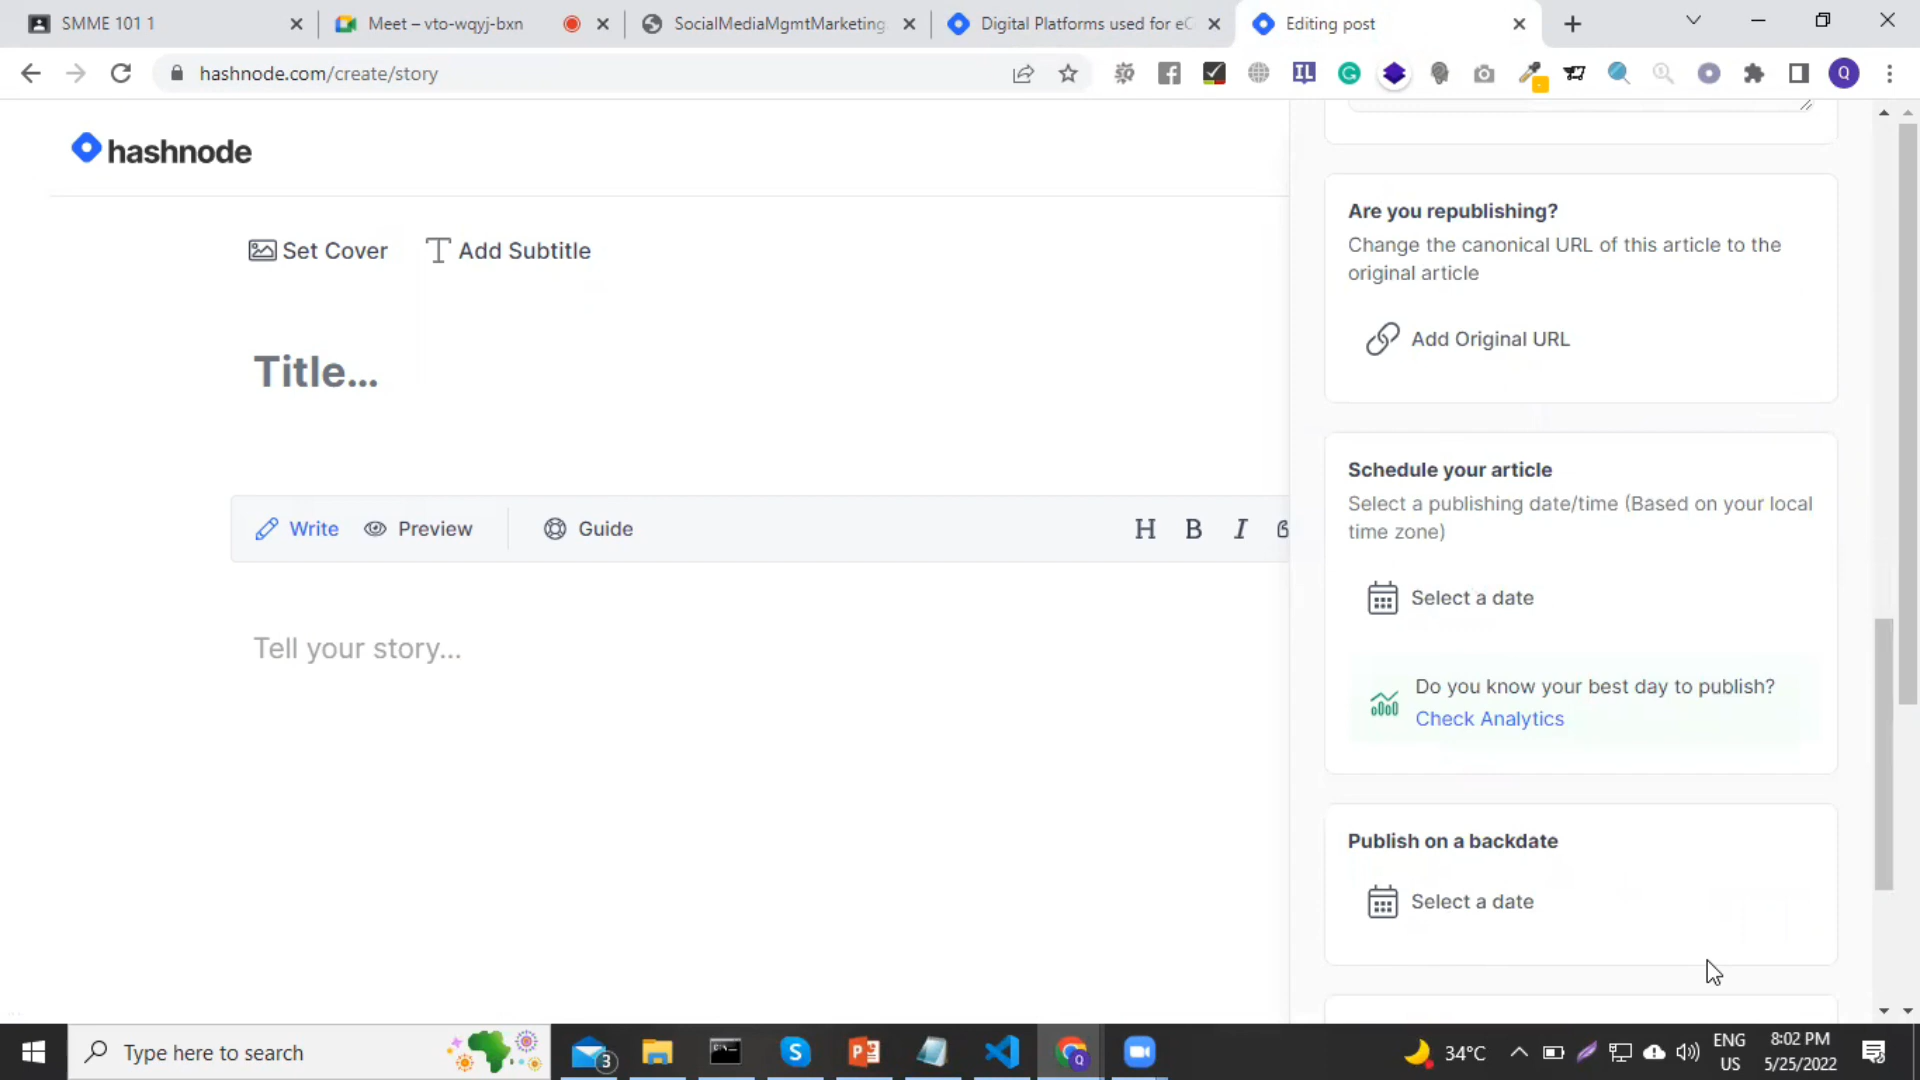 SMME 101 1
Meet – vto-wqyj-bxn
SocialMediaMgmtMarketing
Digital Platforms used for eC
Editing post
hashnode.com/create/story
IL
Q
hashnode
Set Cover
Add Subtitle
Title...
Write
Preview
Guide
H B I
Tell your story...
Are you republishing?
Change the canonical URL of this article to the
original article
Add Original URL
Schedule your article
Select a publishing date/time (Based on your local
time zone)
Select a date
Do you know your best day to publish?
Check Analytics
Publish on a backdate
Select a date
Type here to search
3
34°C
ENG
US
8:02 PM
5/25/2022